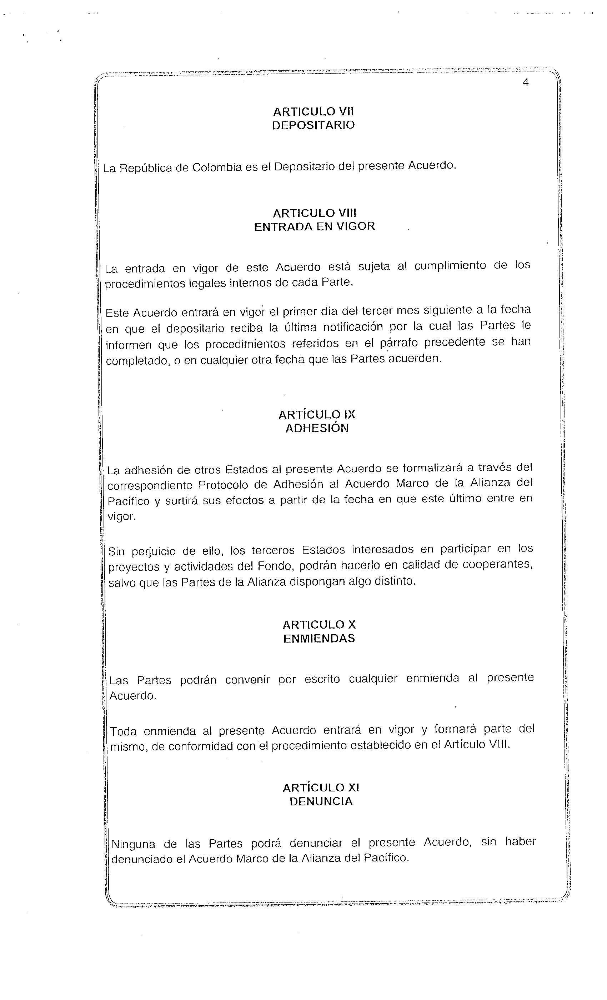 4
ARTICULO VII
DEPOSITARIO
La República de Colombia es el Depositario del presente Acuerdo.
ARTICULO VIII
ENTRADA EN VIGOR
La entrada en vigor de este Acuerdo está sujeta al cumplimiento de los
procedimientos legales internos de cada Parte.
Este Acuerdo entrará en vigor el primer día del tercer mes siguiente a la fecha
en que el depositario reciba la última notificación por la cual las Partes le
informen que los procedimientos referidos en el párrafo precedente se han
completado, o en cualquier otra fecha que las Partes acuerden.
ARTÍCULO IX
ADHESIÓN
La adhesión de otros Estados al presente Acuerdo se formalizará a través del
correspondiente Protocolo de Adhesión al Acuerdo Marco de la Alianza del
Pacífico y surtirá sus efectos a partir de la fecha en que este último entre en
vigor.
Sin perjuicio de ello, los terceros Estados interesados en participar en los
proyectos y actividades del Fondo, podrán hacerlo en calidad de cooperantes,
salvo que las Partes de la Alianza dispongan algo distinto.
ARTICULO X
ENMIENDAS
Las Partes podrán convenir por escrito cualquier enmienda al presente
Acuerdo.
Toda enmienda al presente Acuerdo entrará en vigor y formará parte del
mismo, de conformidad con el procedimiento establecido en el Artículo VIII.
ARTÍCULO XI
DENUNCIA
Ninguna de las Partes podrá denunciar el presente Acuerdo, sin haber
denunciado el Acuerdo Marco de la Alianza del Pacífico.